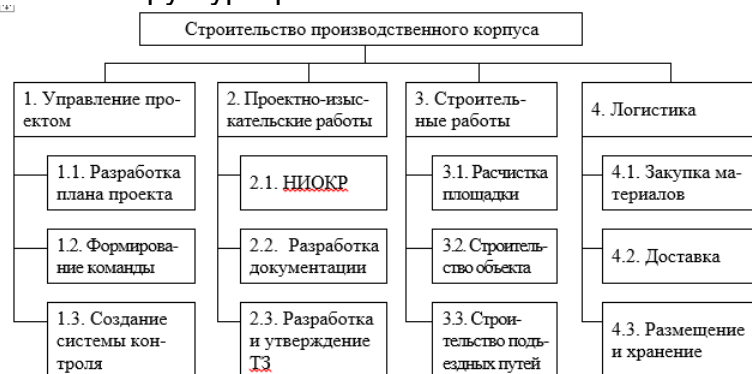 Строительство производственного корпуса
1. Управление про-
ектом
2. Проектно-изыс-
кательские работы
3. Строитель-
ные работы
4. Логистика
1.1. Разработка
плана проекта
2.1. НИОКР
3.1. Расчистка
площадки
4.1. Закупка ма-
териалов
1.2. Формирова-
ние команды
2.2. Разработка
документации
3.2. Строитель-
ство объекта
4.2. Доставка
1.3. Создание
системы кон-
троля
2.3. Разработка
и утверждение
ТЗ
3.3. Строи-
тельство подъ-
ездных путей
4.3. Размещение
и хранение